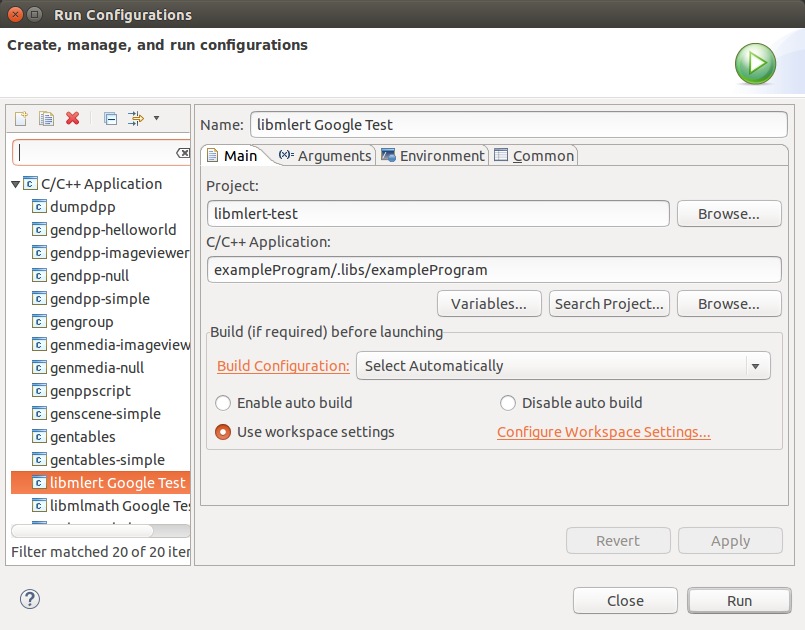 Run Configurations
Create, manage, and run configurations
Name: libmlert Google Test
Main (x)= Arguments Environment Common
C/C++ Application
dumpdpp
gendpp-helloworld
gendpp-imageviewer
gendpp-null
gendpp-simple
gengroup
genmedia-imageview
genmedia-null
genppscript
genscene-simple
gentables
gentables-simple
libmlert Google Test
libmlmath Google Tes
Filter matched 20 of 20 iter
Project:
libmlert-test Browse...
C/C++ Application:
exampleProgram/.libs/exampleProgram
Variables... Search Project... Browse...
Build (if required) before launching
Build Configuration: Select Automatically
Enable auto build Disable auto build
Use workspace settings Configure Workspace Settings...
Revert Apply
? Close Run